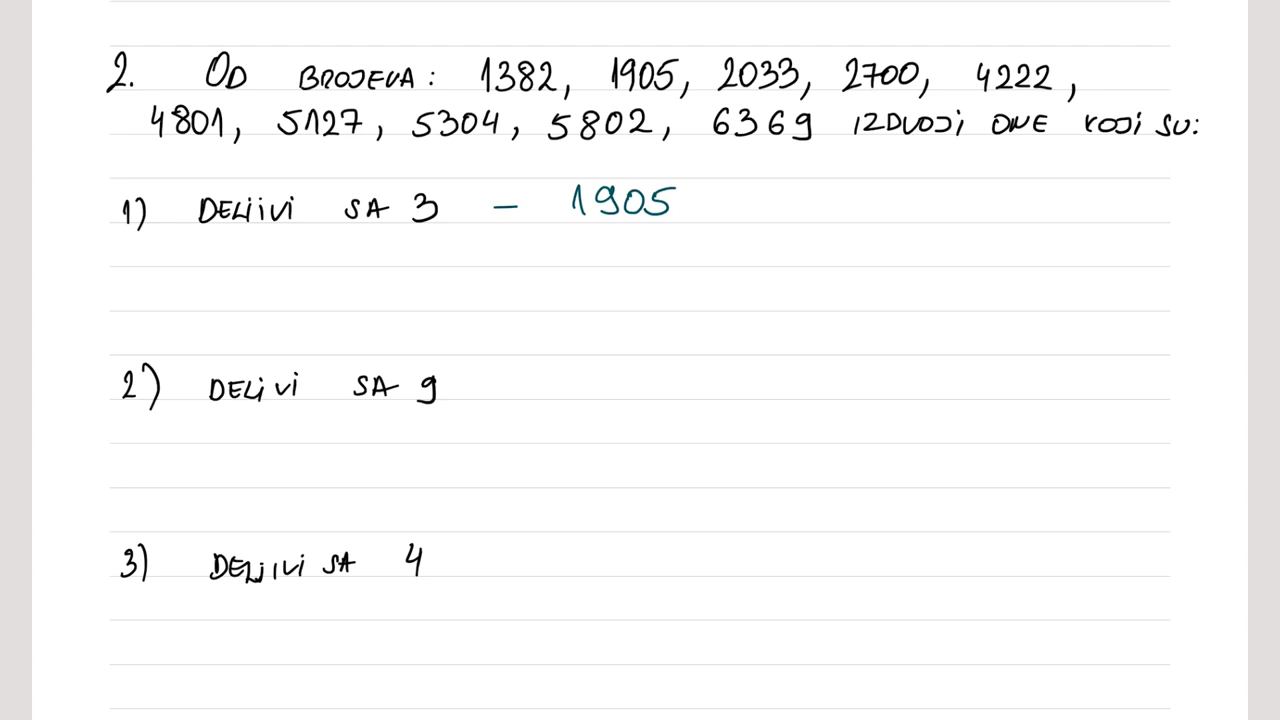 2. OD BROJEVA: 1382, 1905, 2033, 2700, 4222,
4801, 5127, 5304, 5802, 6369 IZDVOJI ONE KOJI SU:
1) DELJIVI SA 3 - 1905
2) DELJIVI SA 9
3) DELJIVI SA 4